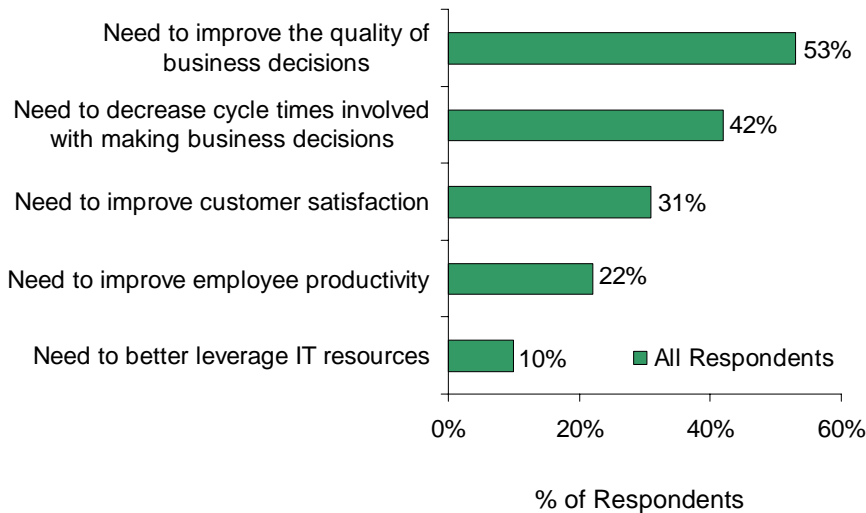 Need to improve the quality of
business decisions
53%
Need to decrease cycle times involved
with making business decisions
42%
Need to improve customer satisfaction
31%
Need to improve employee productivity
22%
Need to better leverage IT resources
10%
All Respondents
0%
20%
40%
60%
% of Respondents